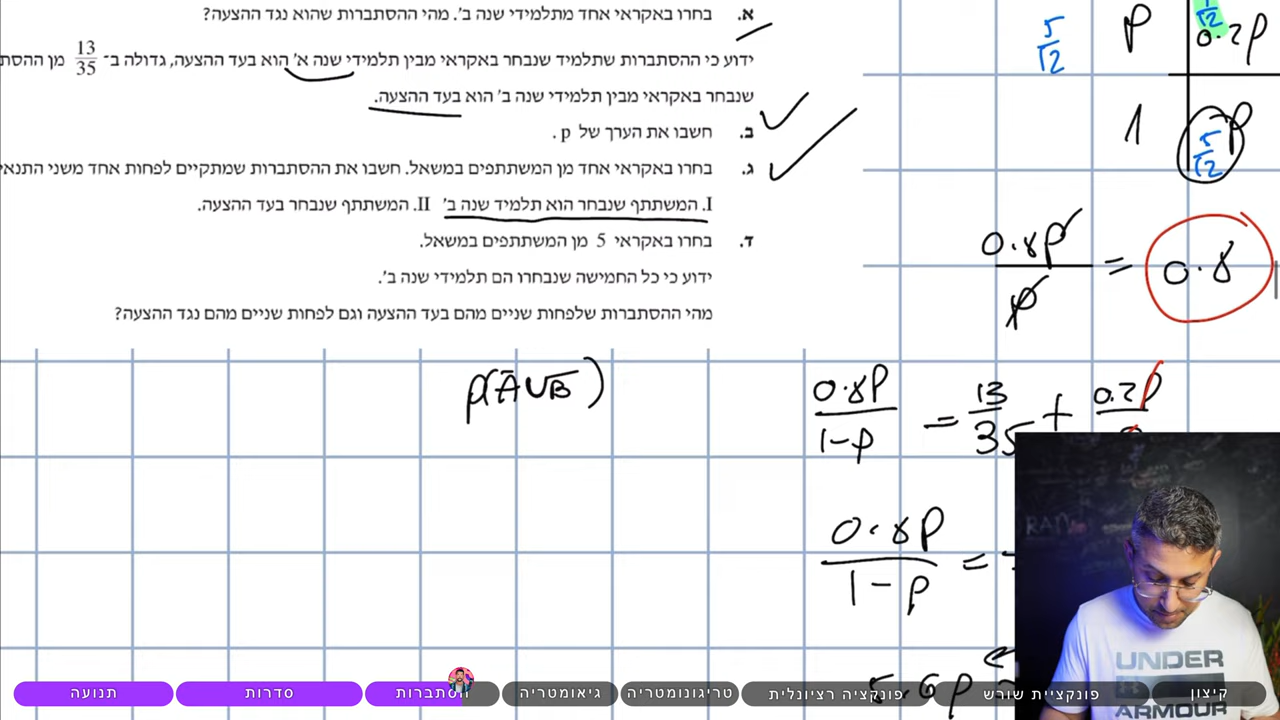 א. בחרו באקראי אחד מתלמידי שנה ב'. מהי ההסתברות שהוא נגד ההצעה?
ידוע כי ההסתברות שתלמיד שנבחר באקראי מבין תלמידי שנה א' הוא בעד ההצעה, גדולה ב־ 13/35 מן ההסת
שנבחר באקראי מבין תלמידי שנה ב' הוא בעד ההצעה.
ב. חשבו את הערך של p .
ג. בחרו באקראי אחד מן המשתתפים במשאל. חשבו את ההסתברות שמתקיים לפחות אחד משני התנאי
I. המשתתף שנבחר הוא תלמיד שנה ב' II. המשתתף שנבחר בעד ההצעה.
ד. בחרו באקראי 5 מן המשתתפים במשאל.
ידוע כי כל החמישה שנבחרו הם תלמידי שנה ב'.
מהי ההסתברות שלפחות שניים מהם בעד ההצעה וגם לפחות שניים מהם נגד ההצעה?
5/12 P 0.2P
1 5/12
0.8P/P = 0.8
P(Ā∪B)
0.8P/1-P = 13/35 + 0.2P
0.8P/1-P =
5.6P
UNDER
ARMOUR
תנועה
סדרות
הסתברות
גיאומטריה
טריגונומטריה
פונקציה רציונלית
פונקציית שורש
קיצון